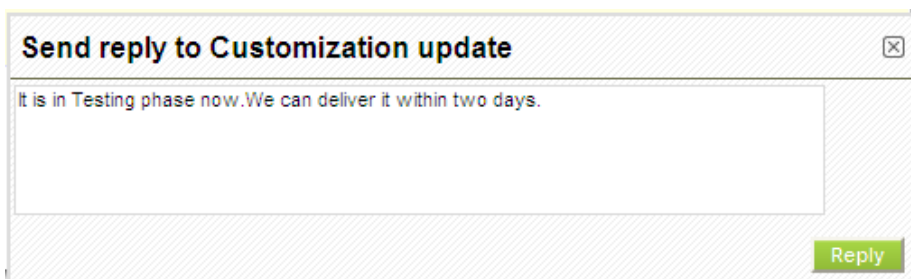 Send reply to Customization update
It is in Testing phase now.We can deliver it within two days.
Reply